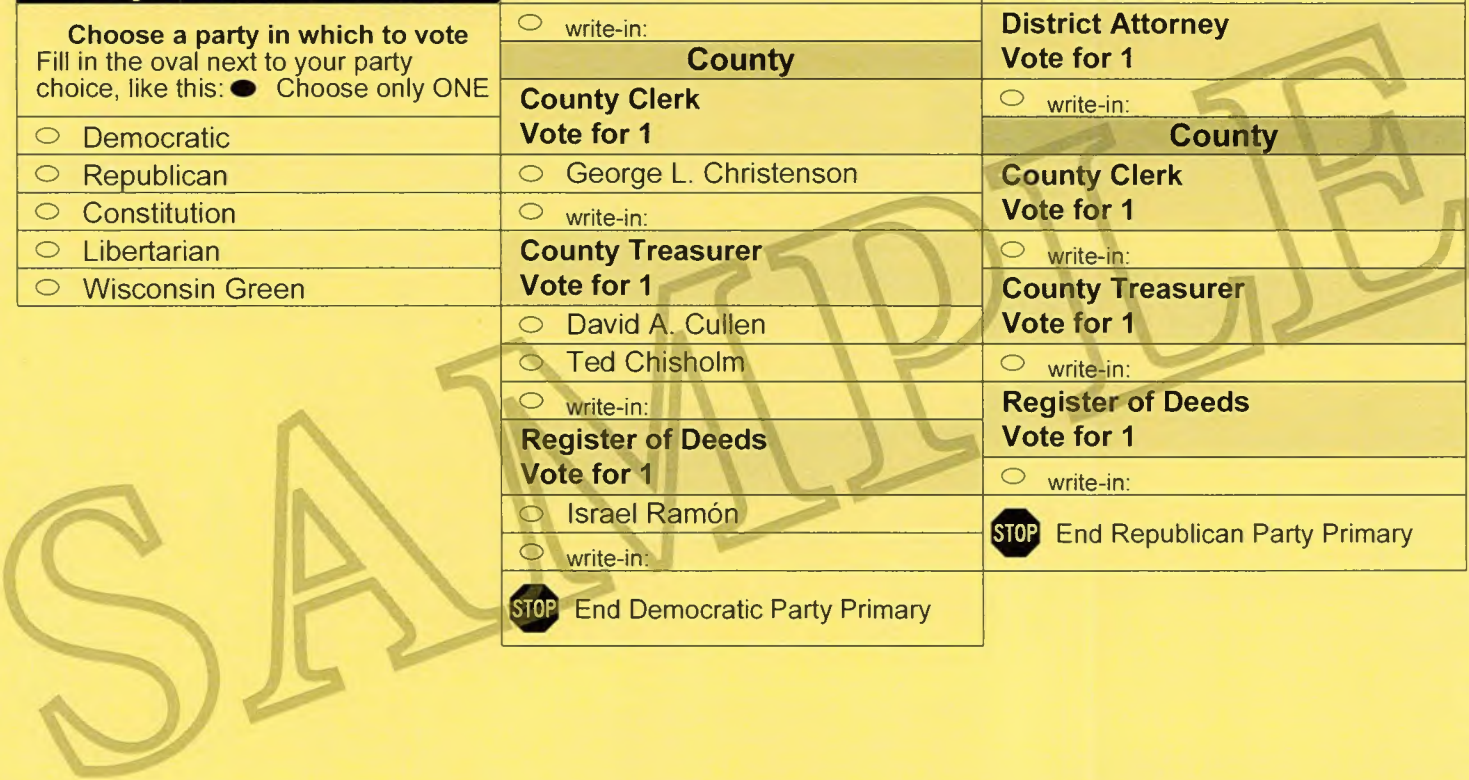 Choose a party in which to vote
Fill in the oval next to your party
choice, like this: Choose only ONE
Democratic
Republican
Constitution
Libertarian
Wisconsin Green
write-in:
County
County Clerk
Vote for 1
George L. Christenson
write-in:
County Treasurer
Vote for 1
David A. Cullen
Ted Chisholm
write-in:
Register of Deeds
Vote for 1
Israel Ramón
write-in:
STOP End Democratic Party Primary
District Attorney
Vote for 1
write-in:
County
County Clerk
Vote for 1
write-in:
County Treasurer
Vote for 1
write-in:
Register of Deeds
Vote for 1
write-in:
STOP End Republican Party Primary
SAMPLE